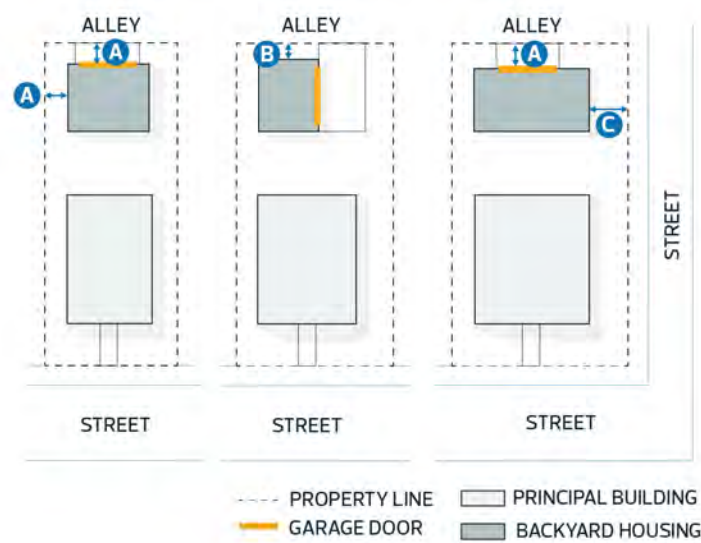 ALLEY ALLEY ALLEY
A B A
A C
STREET
STREET STREET STREET
PROPERTY LINE PRINCIPAL BUILDING
GARAGE DOOR BACKYARD HOUSING